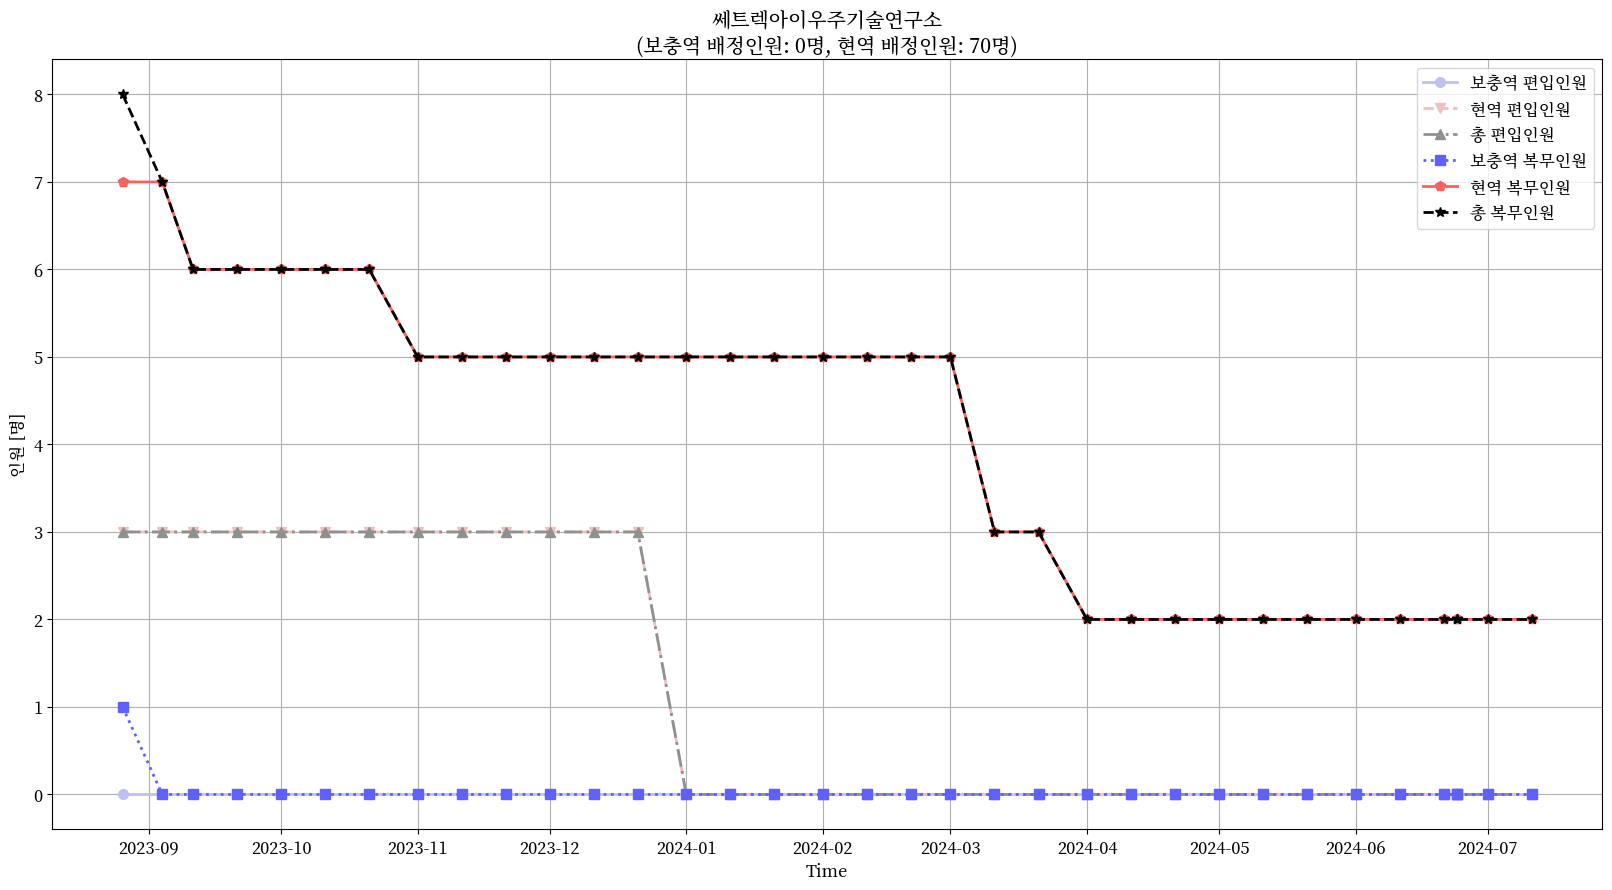 쎄트렉아이우주기술연구소
(보충역 배정인원: 0명, 현역 배정인원: 70명)
보충역 편입인원
현역 편입인원
총 편입인원
보충역 복무인원
현역 복무인원
총 복무인원
8
7
6
5
4
3
2
1
0
인원 [명]
2023-09
2023-10
2023-11
2023-12
2024-01
2024-02
2024-03
2024-04
2024-05
2024-06
2024-07
Time